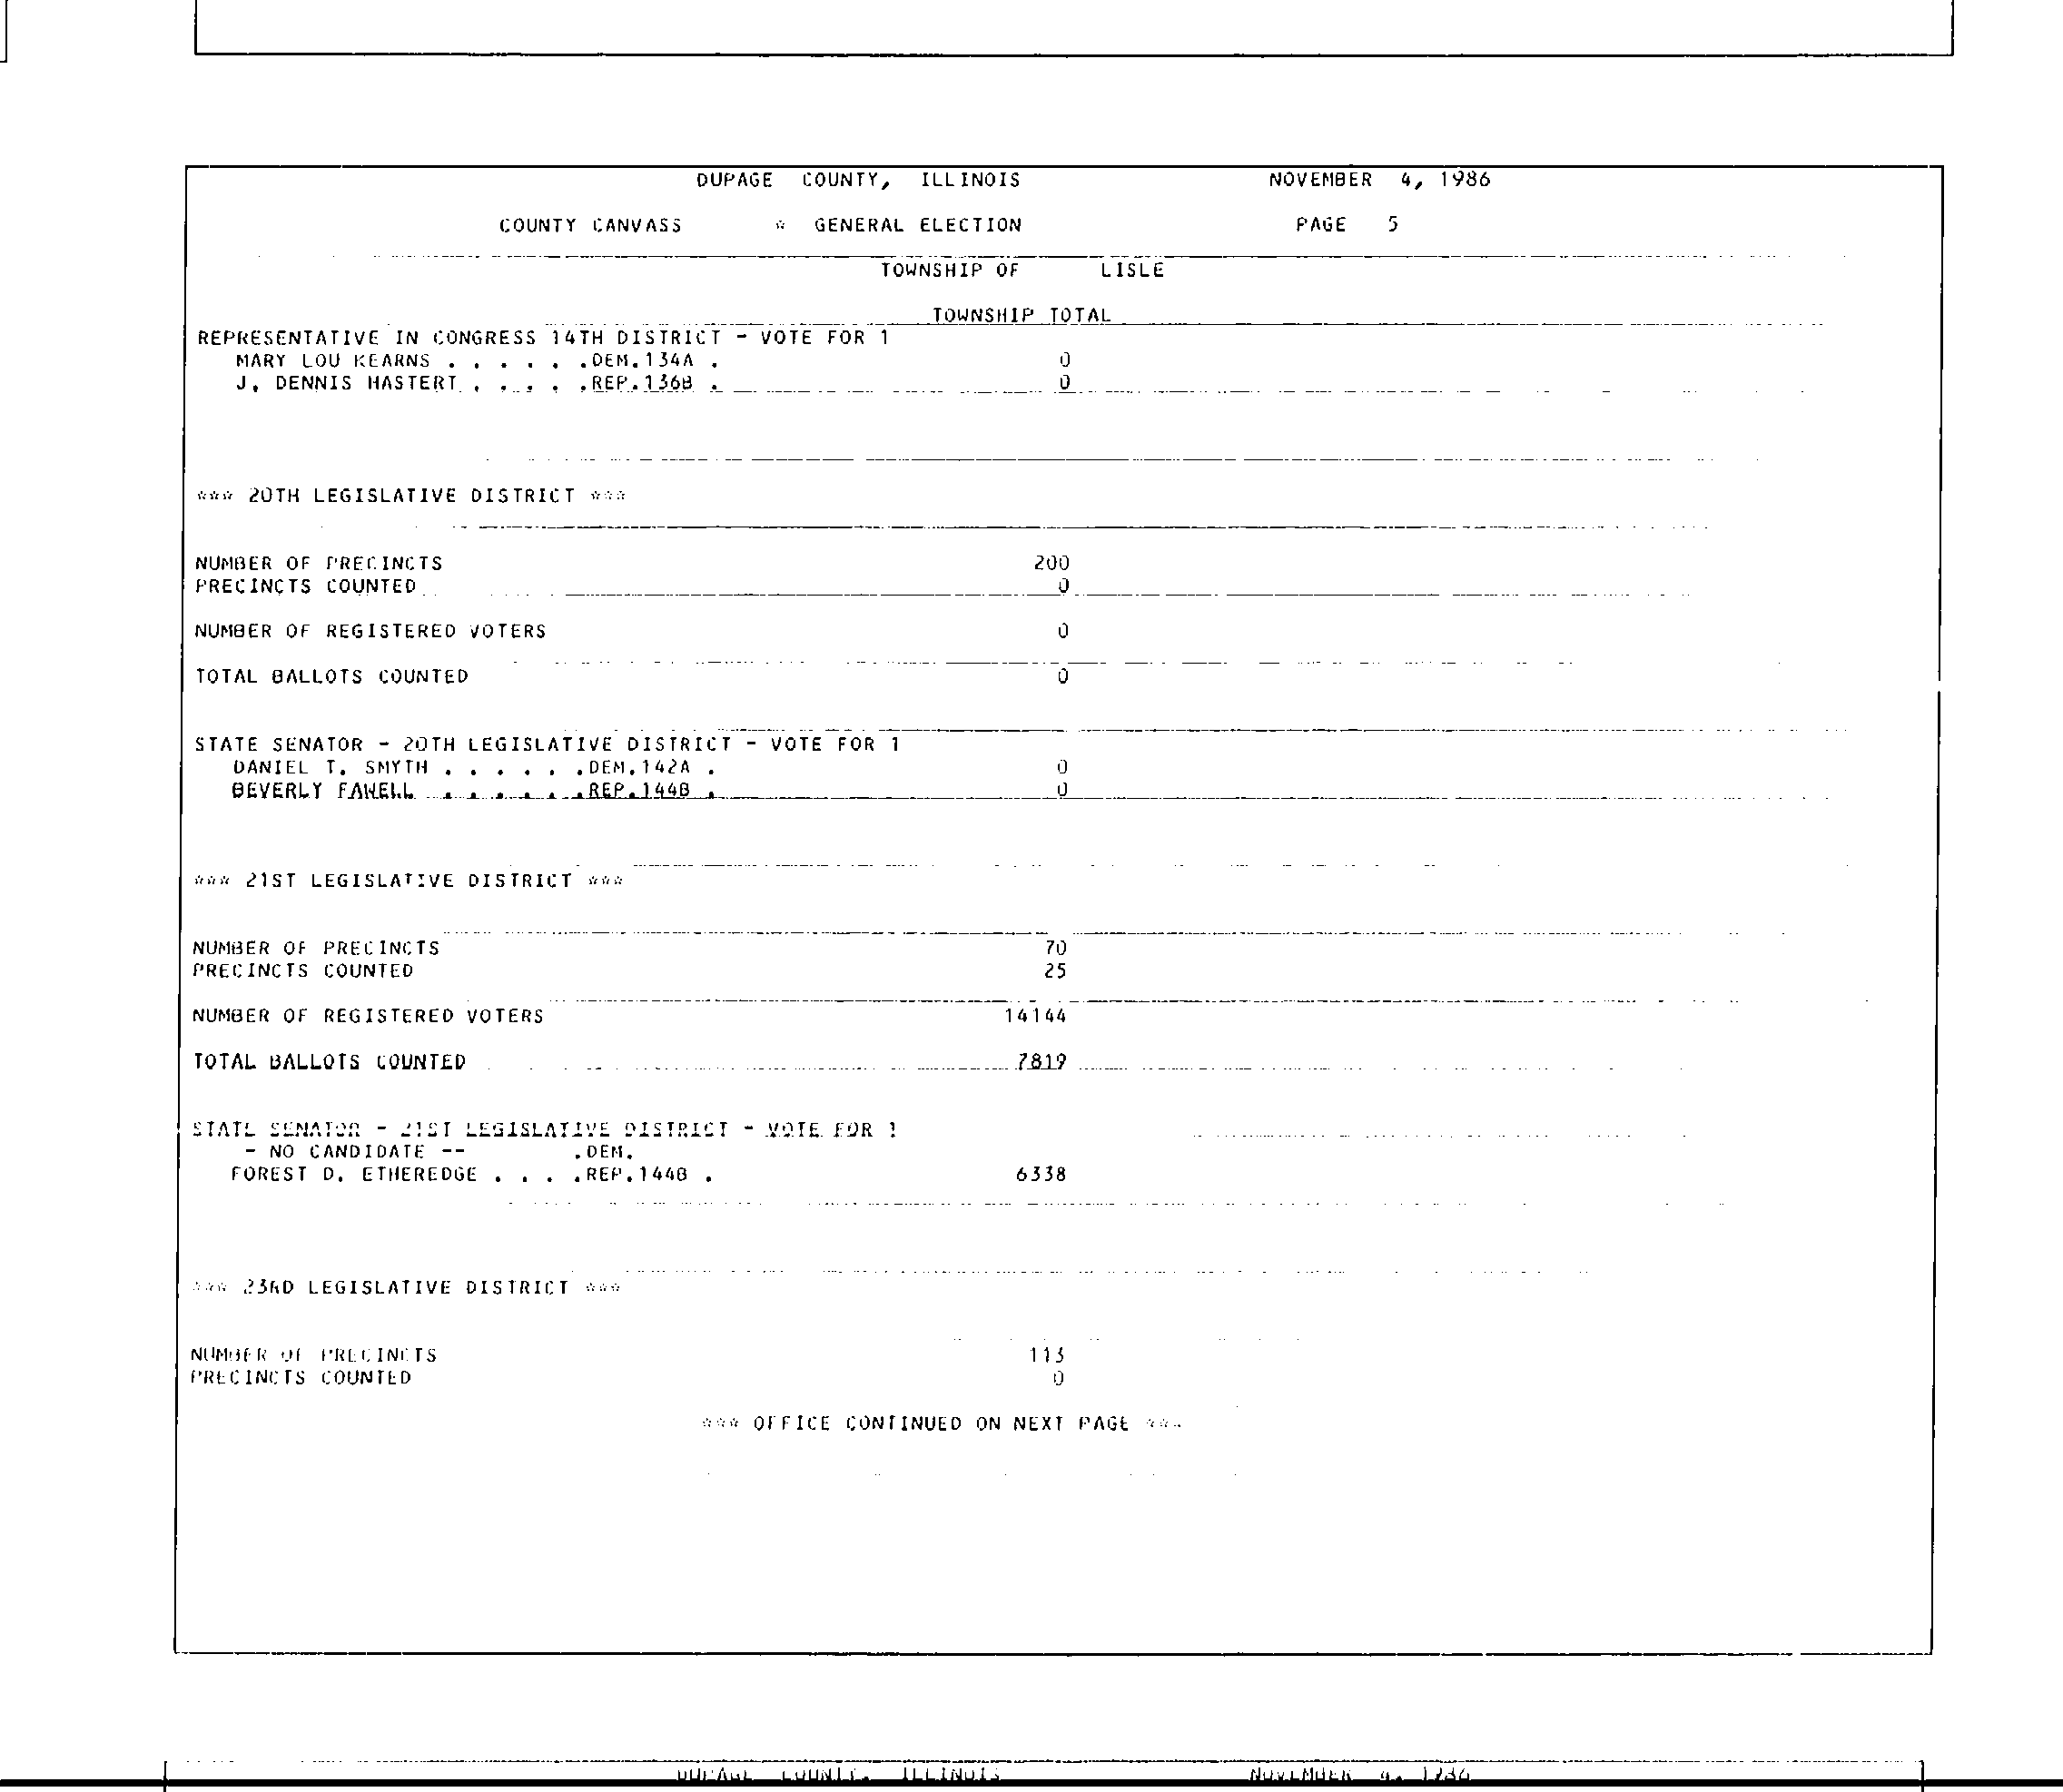 DUPAGE COUNTY, ILLINOIS NOVEMBER 4, 1986
COUNTY CANVASS * GENERAL ELECTION PAGE 5
TOWNSHIP OF LISLE
TOWNSHIP TOTAL
REPRESENTATIVE IN CONGRESS 14TH DISTRICT - VOTE FOR 1
MARY LOU KEARNS . . . . . .DEM.134A . 0
J. DENNIS HASTERT . . . . .REP.136B . 0
*** 20TH LEGISLATIVE DISTRICT ***
NUMBER OF PRECINCTS 200
PRECINCTS COUNTED 0
NUMBER OF REGISTERED VOTERS 0
TOTAL BALLOTS COUNTED 0
STATE SENATOR - 20TH LEGISLATIVE DISTRICT - VOTE FOR 1
DANIEL T. SMYTH . . . . . .DEM.142A . 0
BEVERLY FAWELL . . . . . .REP.144B . 0
*** 21ST LEGISLATIVE DISTRICT ***
NUMBER OF PRECINCTS 70
PRECINCTS COUNTED 25
NUMBER OF REGISTERED VOTERS 14144
TOTAL BALLOTS COUNTED 7819
STATE SENATOR - 21ST LEGISLATIVE DISTRICT - VOTE FOR 1
- NO CANDIDATE -- .DEM.
FOREST D. ETHEREDGE . . . .REP.144B . 6338
*** 23RD LEGISLATIVE DISTRICT ***
NUMBER OF PRECINCTS 113
PRECINCTS COUNTED 0
*** OFFICE CONTINUED ON NEXT PAGE ***
DUPAGE COUNTY, ILLINOIS NOVEMBER 4, 1986